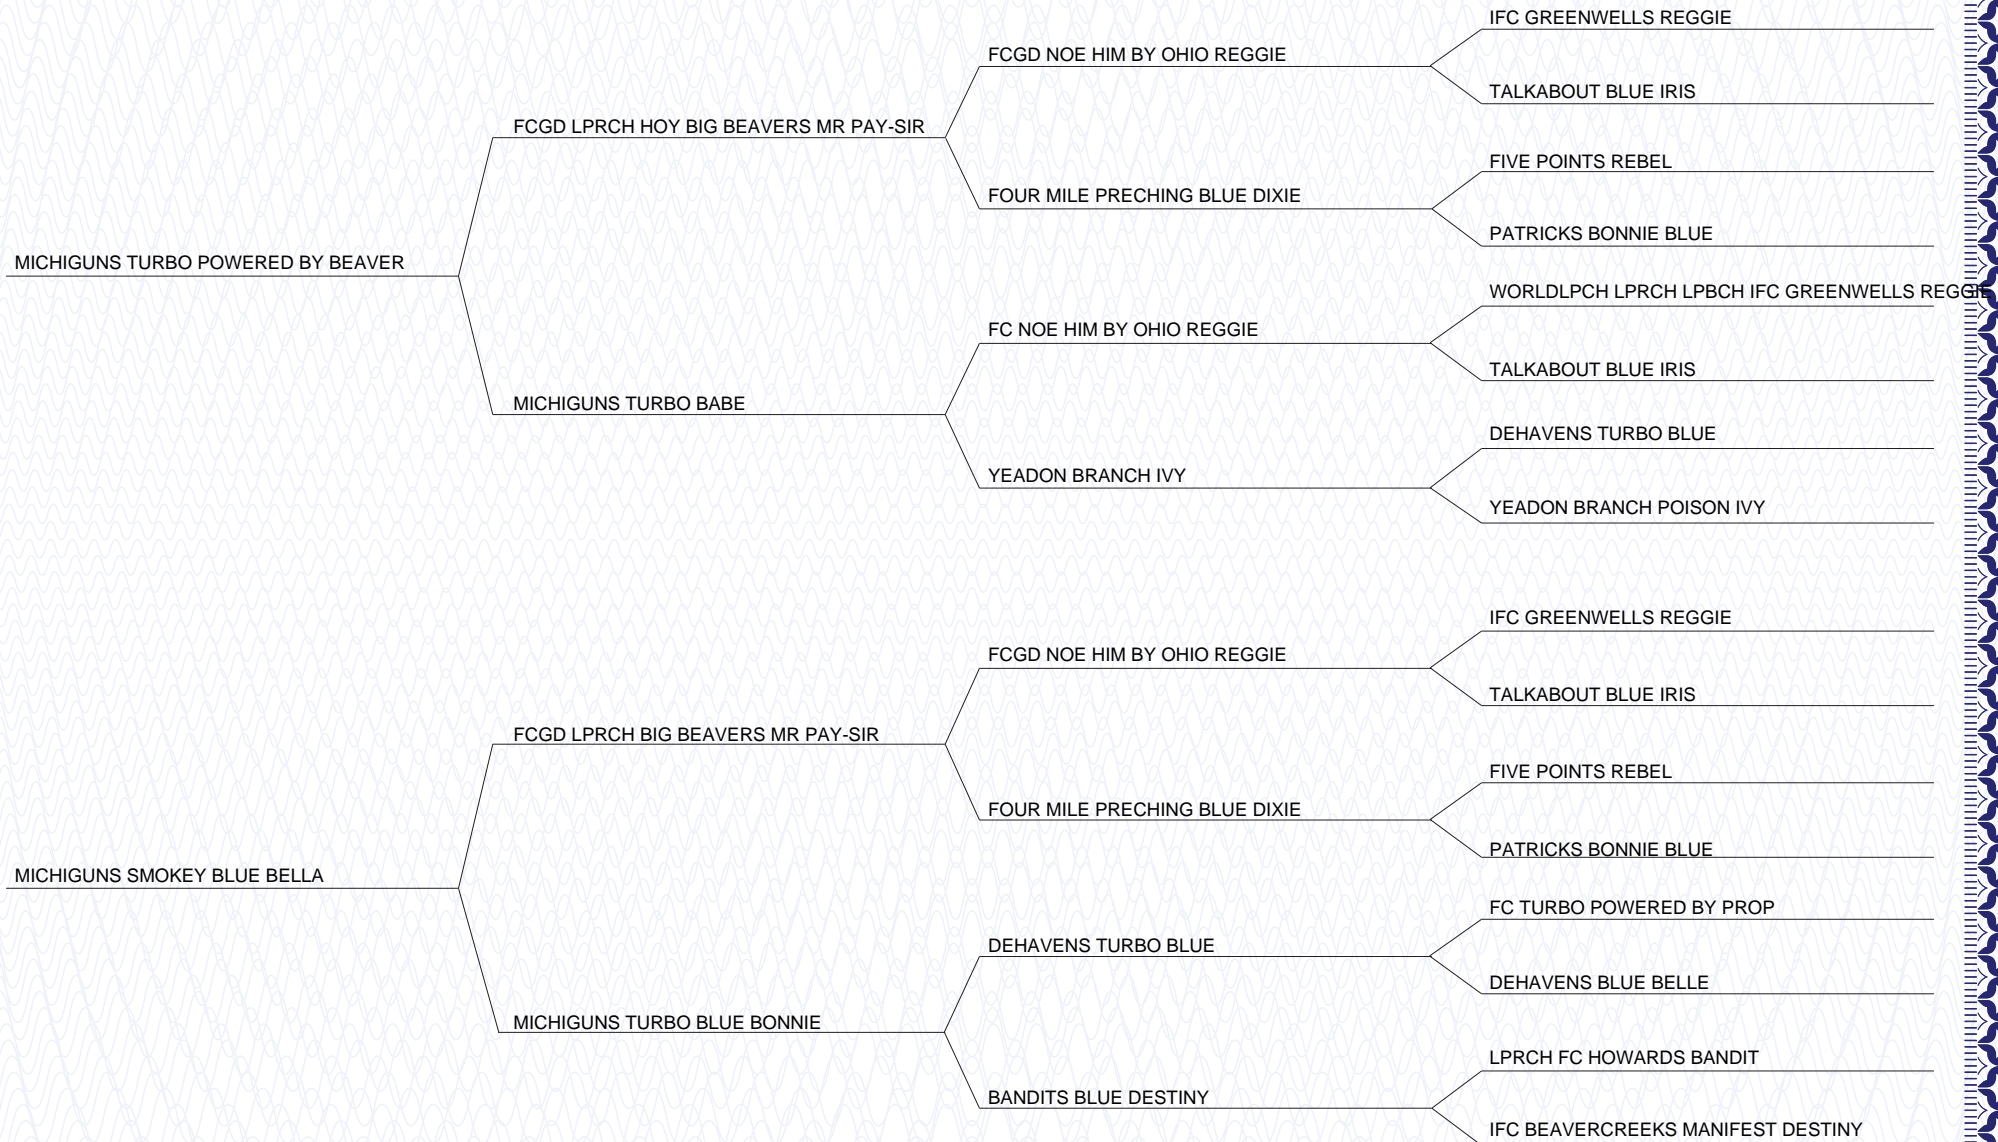 IFC GREENWELLS REGGIE
FCGD NOE HIM BY OHIO REGGIE
TALKABOUT BLUE IRIS
FCGD LPRCH HOY BIG BEAVERS MR PAY-SIR
FIVE POINTS REBEL
FOUR MILE PRECHING BLUE DIXIE
PATRICKS BONNIE BLUE
MICHIGUNS TURBO POWERED BY BEAVER
WORLDLPCH LPRCH LPBCH IFC GREENWELLS REGGIE
FC NOE HIM BY OHIO REGGIE
TALKABOUT BLUE IRIS
MICHIGUNS TURBO BABE
DEHAVENS TURBO BLUE
YEADON BRANCH IVY
YEADON BRANCH POISON IVY
IFC GREENWELLS REGGIE
FCGD NOE HIM BY OHIO REGGIE
TALKABOUT BLUE IRIS
FCGD LPRCH BIG BEAVERS MR PAY-SIR
FIVE POINTS REBEL
FOUR MILE PRECHING BLUE DIXIE
PATRICKS BONNIE BLUE
MICHIGUNS SMOKEY BLUE BELLA
FC TURBO POWERED BY PROP
DEHAVENS TURBO BLUE
DEHAVENS BLUE BELLE
MICHIGUNS TURBO BLUE BONNIE
LPRCH FC HOWARDS BANDIT
BANDITS BLUE DESTINY
IFC BEAVERCREEKS MANIFEST DESTINY